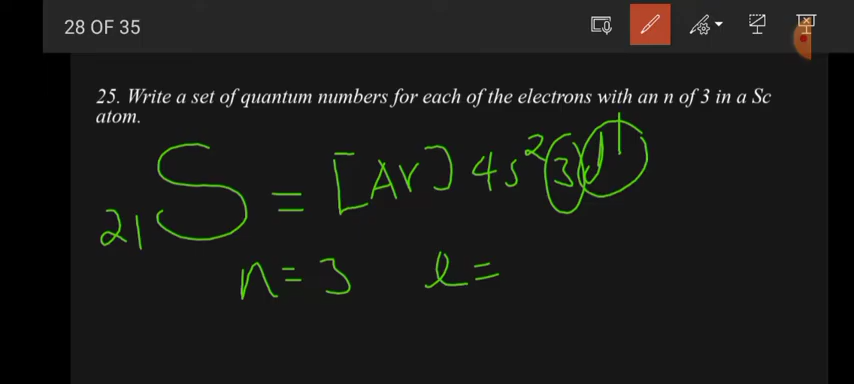 28 OF 35
25. Write a set of quantum numbers for each of the electrons with an n of 3 in a Sc
atom.
21S = [Ar] 4s² 3d¹
n = 3 l =